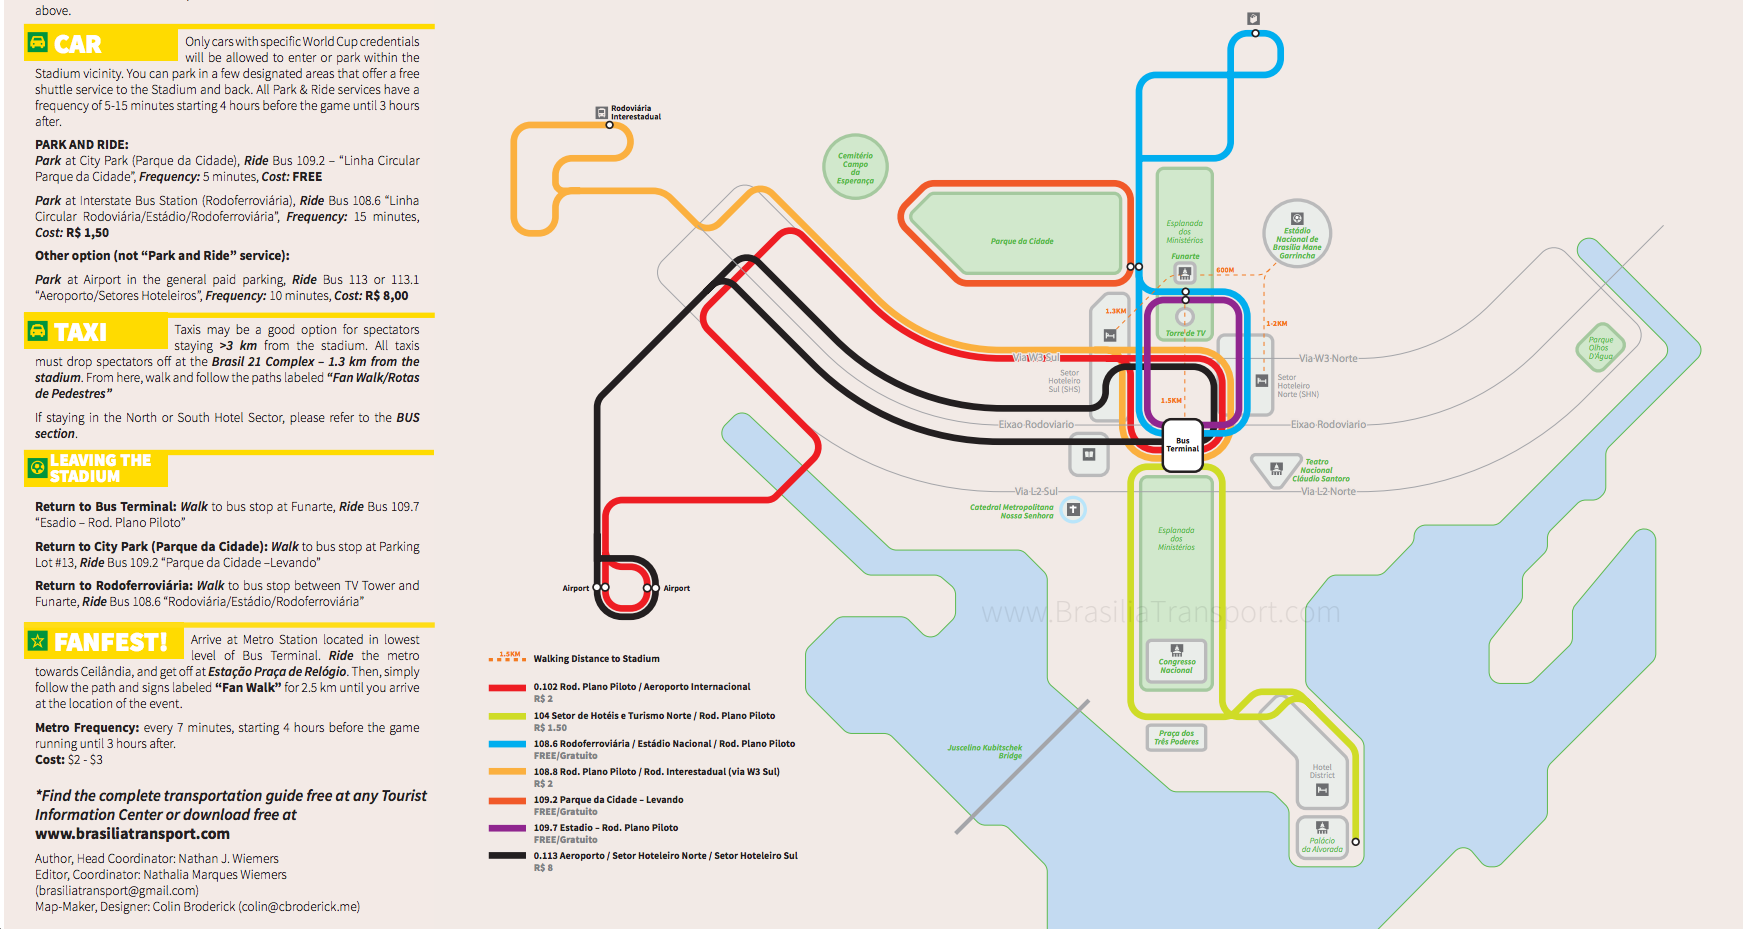 above.
CAR
Only cars with specific World Cup credentials
will be allowed to enter or park within the
Stadium vicinity. You can park in a few designated areas that offer a free
shuttle service to the Stadium and back. All Park & Ride services have a
frequency of 5-15 minutes starting 4 hours before the game until 3 hours
after.
PARK AND RIDE:
Park at City Park (Parque da Cidade), Ride Bus 109.2 – “Linha Circular
Parque da Cidade”, Frequency: 5 minutes, Cost: FREE
Park at Interstate Bus Station (Rodoferroviária), Ride Bus 108.6 “Linha
Circular Rodoviária/Estádio/Rodoferroviária”, Frequency: 15 minutes,
Cost: R$ 1,50
Other option (not “Park and Ride” service):
Park at Airport in the general paid parking, Ride Bus 113 or 113.1
“Aeroporto/Setores Hoteleiros”, Frequency: 10 minutes, Cost: R$ 8,00
TAXI
Taxis may be a good option for spectators
staying >3 km from the stadium. All taxis
must drop spectators off at the Brasil 21 Complex – 1.3 km from the
stadium. From here, walk and follow the paths labeled “Fan Walk/Rotas
de Pedestres”
If staying in the North or South Hotel Sector, please refer to the BUS
section.
LEAVING THE
STADIUM
Return to Bus Terminal: Walk to bus stop at Funarte, Ride Bus 109.7
“Esadio – Rod. Plano Piloto”
Return to City Park (Parque da Cidade): Walk to bus stop at Parking
Lot #13, Ride Bus 109.2 “Parque da Cidade –Levando”
Return to Rodoferroviária: Walk to bus stop between TV Tower and
Funarte, Ride Bus 108.6 “Rodoviária/Estádio/Rodoferroviária”
FANFEST!
Arrive at Metro Station located in lowest
level of Bus Terminal. Ride the metro
towards Ceilândia, and get off at Estação Praça de Relógio. Then, simply
follow the path and signs labeled “Fan Walk” for 2.5 km until you arrive
at the location of the event.
Metro Frequency: every 7 minutes, starting 4 hours before the game
running until 3 hours after.
Cost: $2 - $3
*Find the complete transportation guide free at any Tourist
Information Center or download free at
www.brasiliatransport.com
Author, Head Coordinator: Nathan J. Wiemers
Editor, Coordinator: Nathalia Marques Wiemers
(brasiliatransport@gmail.com)
Map-Maker, Designer: Colin Broderick (colin@cbroderick.me)
Rodoviária
Interestadual
Cemitério
Campo
da
Esperança
Parque da Cidade
Esplanada
dos
Ministérios
Funarte
Estádio
Nacional de
Brasília Mane
Garrincha
600M
1.3KM
1-2KM
Torre de TV
Via W3 Sul
Via W3 Norte
Parque
Olhos
D'Água
Setor
Hoteleiro
Sul (SHS)
Setor
Hoteleiro
Norte (SHN)
1.5KM
Eixao Rodoviario
Eixao Rodoviario
Bus
Terminal
Teatro
Nacional
Cláudio Santoro
Via L2 Sul
Via L2 Norte
Catedral Metropolitana
Nossa Senhora
Esplanada
dos
Ministérios
Airport
Airport
www.BrasiliaTransport.com
Congresso
Nacional
Praça dos
Três Poderes
Juscelino Kubitschek
Bridge
Hotel
District
Palácio
da Alvorada
1.5KM
Walking Distance to Stadium
0.102 Rod. Plano Piloto / Aeroporto Internacional
R$ 2
104 Setor de Hotéis e Turismo Norte / Rod. Plano Piloto
R$ 1.50
108.6 Rodoferroviária / Estádio Nacional / Rod. Plano Piloto
FREE/Gratuito
108.8 Rod. Plano Piloto / Rod. Interestadual (via W3 Sul)
R$ 2
109.2 Parque da Cidade – Levando
FREE/Gratuito
109.7 Estadio – Rod. Plano Piloto
FREE/Gratuito
0.113 Aeroporto / Setor Hoteleiro Norte / Setor Hoteleiro Sul
R$ 8